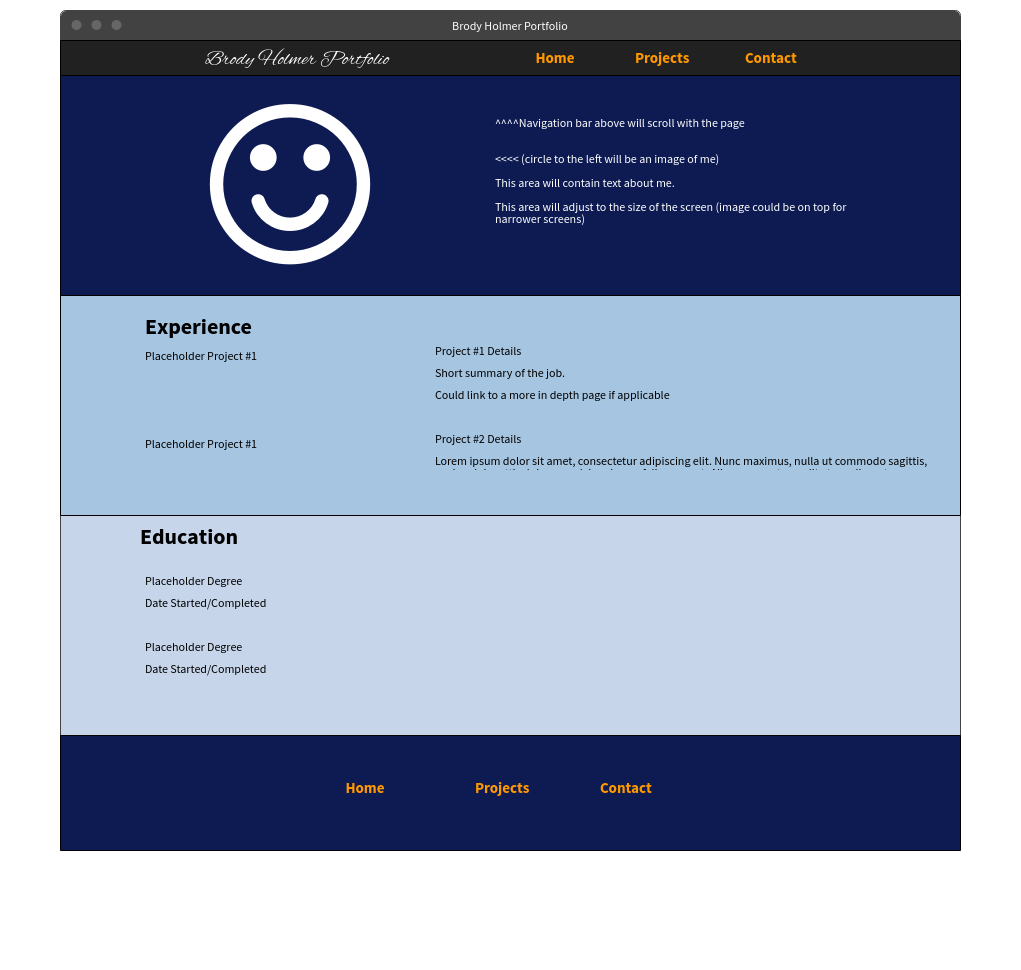 Brody Holmer Portfolio
Brody Holmer Portfolio Home Projects Contact
^^^^Navigation bar above will scroll with the page
<<<< (circle to the left will be an image of me)
This area will contain text about me.
This area will adjust to the size of the screen (image could be on top for
narrower screens)
Experience
Placeholder Project #1
Project #1 Details
Short summary of the job.
Could link to a more in depth page if applicable
Placeholder Project #1
Project #2 Details
Lorem ipsum dolor sit amet, consectetur adipiscing elit. Nunc maximus, nulla ut commodo sagittis,
Education
Placeholder Degree
Date Started/Completed
Placeholder Degree
Date Started/Completed
Home Projects Contact